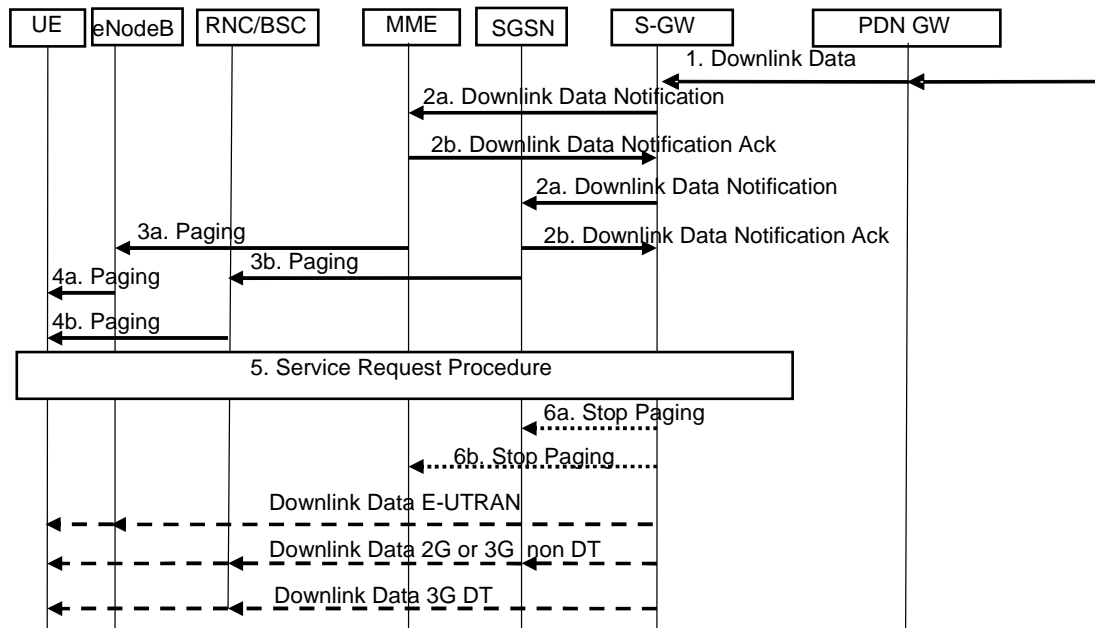 UE
eNodeB
RNC/BSC
MME
SGSN
S-GW
PDN GW
1. Downlink Data
2a. Downlink Data Notification
2b. Downlink Data Notification Ack
2a. Downlink Data Notification
3a. Paging
2b. Downlink Data Notification Ack
3b. Paging
4a. Paging
4b. Paging
5. Service Request Procedure
6a. Stop Paging
6b. Stop Paging
Downlink Data E-UTRAN
Downlink Data 2G or 3G non DT
Downlink Data 3G DT